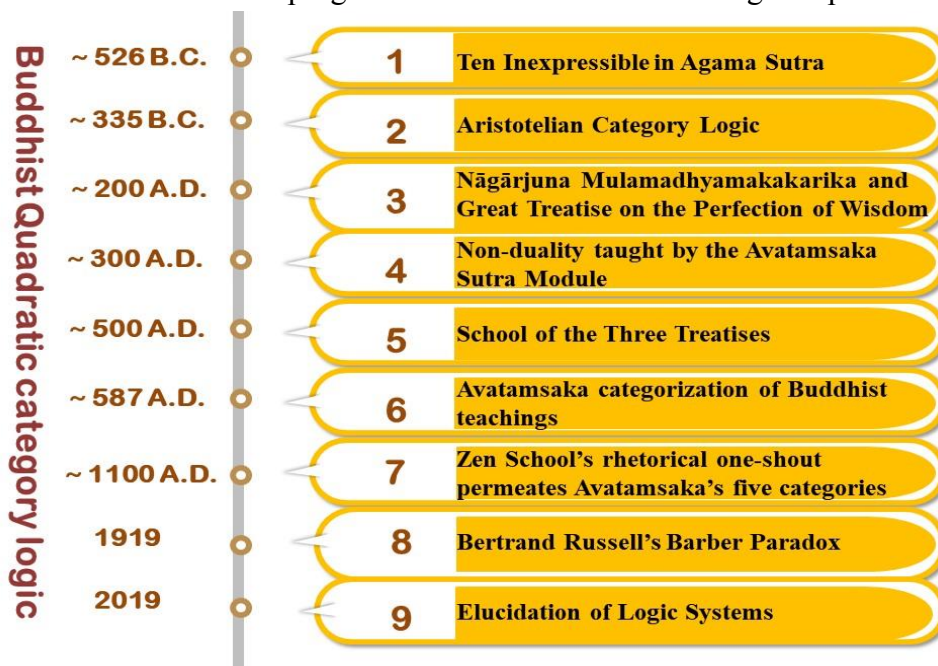 Buddhist Quadratic category logic
~ 526 B.C.
1
Ten Inexpressible in Agama Sutra
~ 335 B.C.
2
Aristotelian Category Logic
~ 200 A.D.
3
Nāgārjuna Mulamadhyamakakarika and
Great Treatise on the Perfection of Wisdom
~ 300 A.D.
4
Non-duality taught by the Avatamsaka
Sutra Module
~ 500 A.D.
5
School of the Three Treatises
~ 587 A.D.
6
Avatamsaka categorization of Buddhist
teachings
~ 1100 A.D.
7
Zen School's rhetorical one-shout
permeates Avatamsaka's five categories
1919
8
Bertrand Russell's Barber Paradox
2019
9
Elucidation of Logic Systems